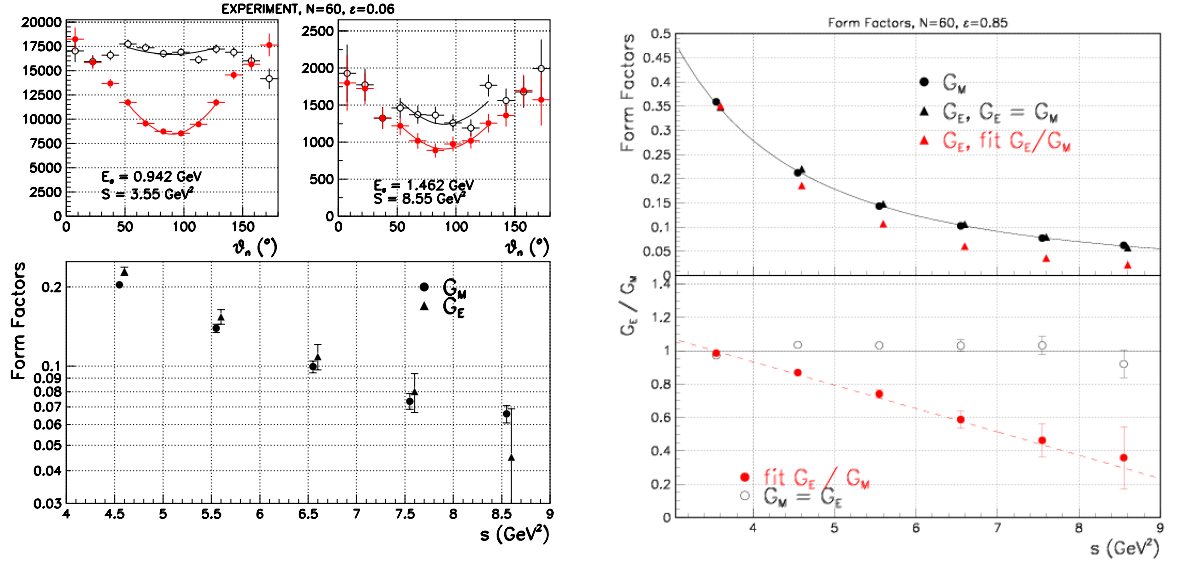 EXPERIMENT, N=60, ε=0.06
20000
17500
15000
12500
10000
7500
5000
2500
0
E₀ = 0.942 GeV
S = 3.55 GeV²
0 50 100 150
ϑₙ (°)
2500
2000
1500
1000
500
0
E₀ = 1.462 GeV
S = 8.55 GeV²
0 50 100 150
ϑₙ (°)
Form Factors
0.2
0.1
0.09
0.08
0.07
0.06
0.05
0.04
0.03
G_M
G_E
4 4.5 5 5.5 6 6.5 7 7.5 8 8.5 9
s (GeV²)
Form Factors, N=60, ε=0.85
Form Factors
0.5
0.45
0.4
0.35
0.3
0.25
0.2
0.15
0.1
0.05
0
G_M
G_E, G_E = G_M
G_E, fit G_E/G_M
G_E / G_M
1.4
1.2
1
0.8
0.6
0.4
0.2
0
fit G_E / G_M
G_M = G_E
4 5 6 7 8 9
s (GeV²)